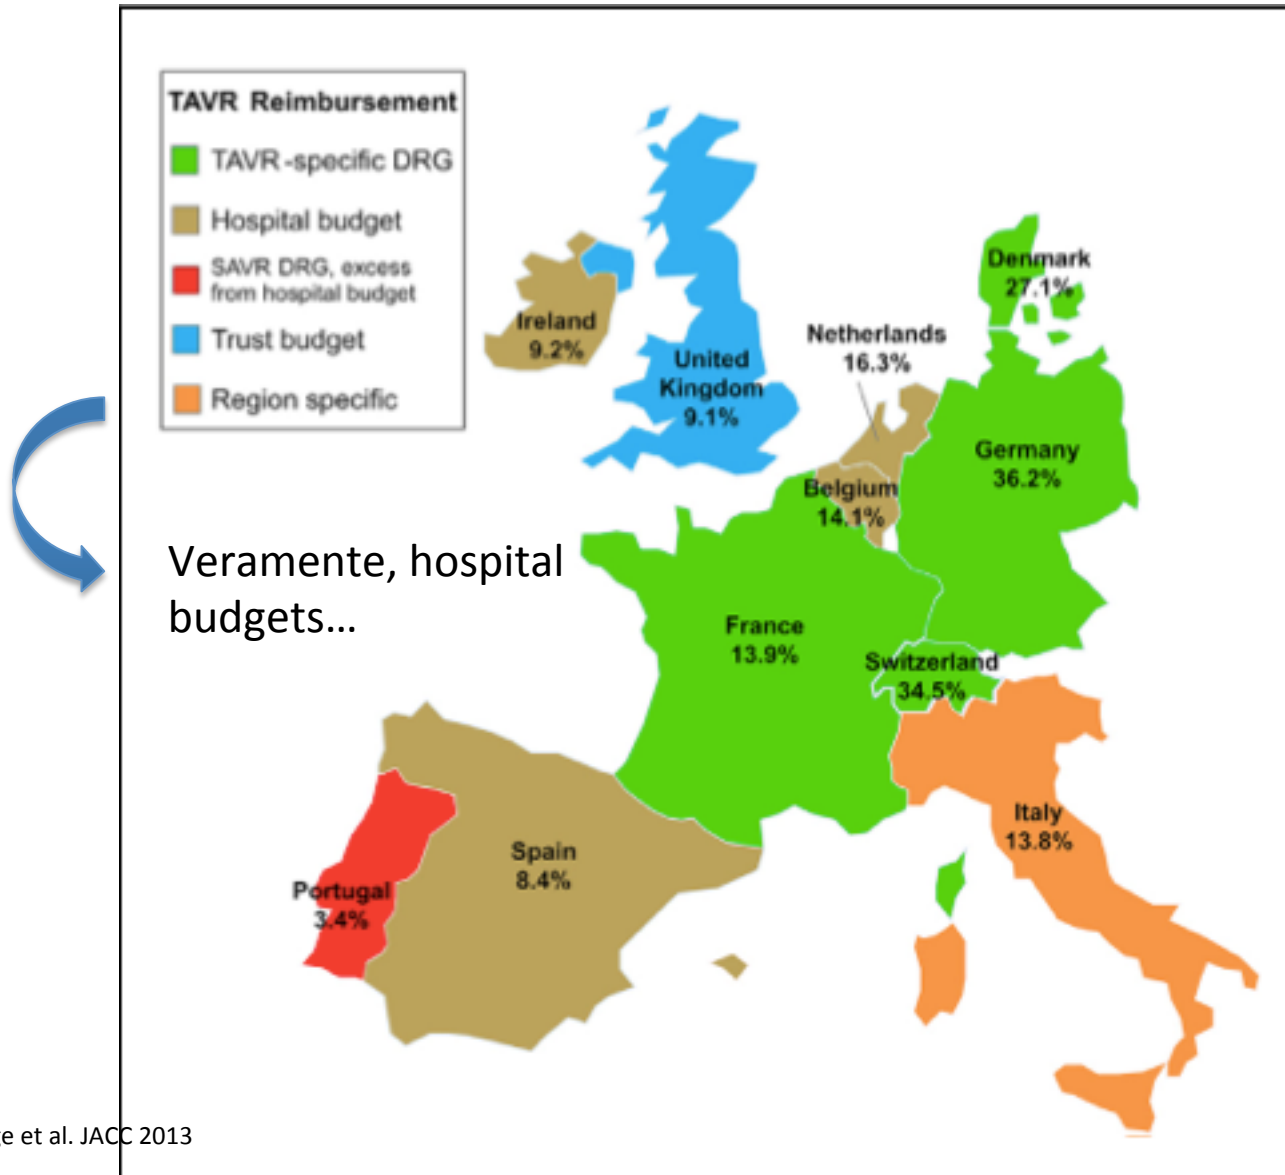 TAVR Reimbursement
TAVR-specific DRG
Hospital budget
SAVR DRG, excess
from hospital budget
Trust budget
Region specific
Denmark
27.1%
Ireland
9.2%
Netherlands
16.3%
United
Kingdom
9.1%
Germany
36.2%
Belgium
14.1%
Veramente, hospital
budgets…
France
13.9%
Switzerland
34.5%
Italy
13.8%
Spain
8.4%
Portugal
3.4%
et al. JACC 2013